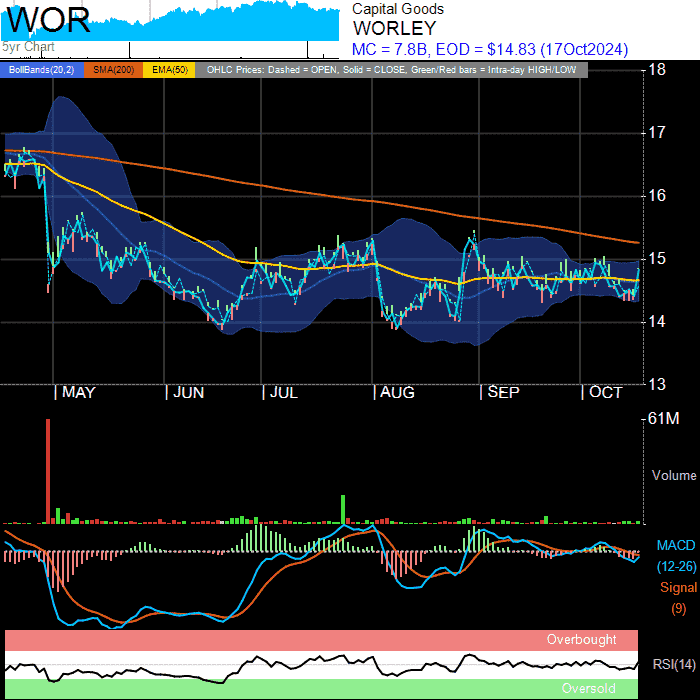 WOR
5yr Chart
Capital Goods
WORLEY
MC = 7.8B, EOD = $14.83 (17Oct2024)
BollBands(20,2) SMA(200) EMA(50) OHLC Prices: Dashed = OPEN, Solid = CLOSE, Green/Red bars = Intra-day HIGH/LOW
18
17
16
15
14
13
MAY JUN JUL AUG SEP OCT
61M
Volume
MACD
(12-26)
Signal
(9)
Overbought
RSI(14)
Oversold